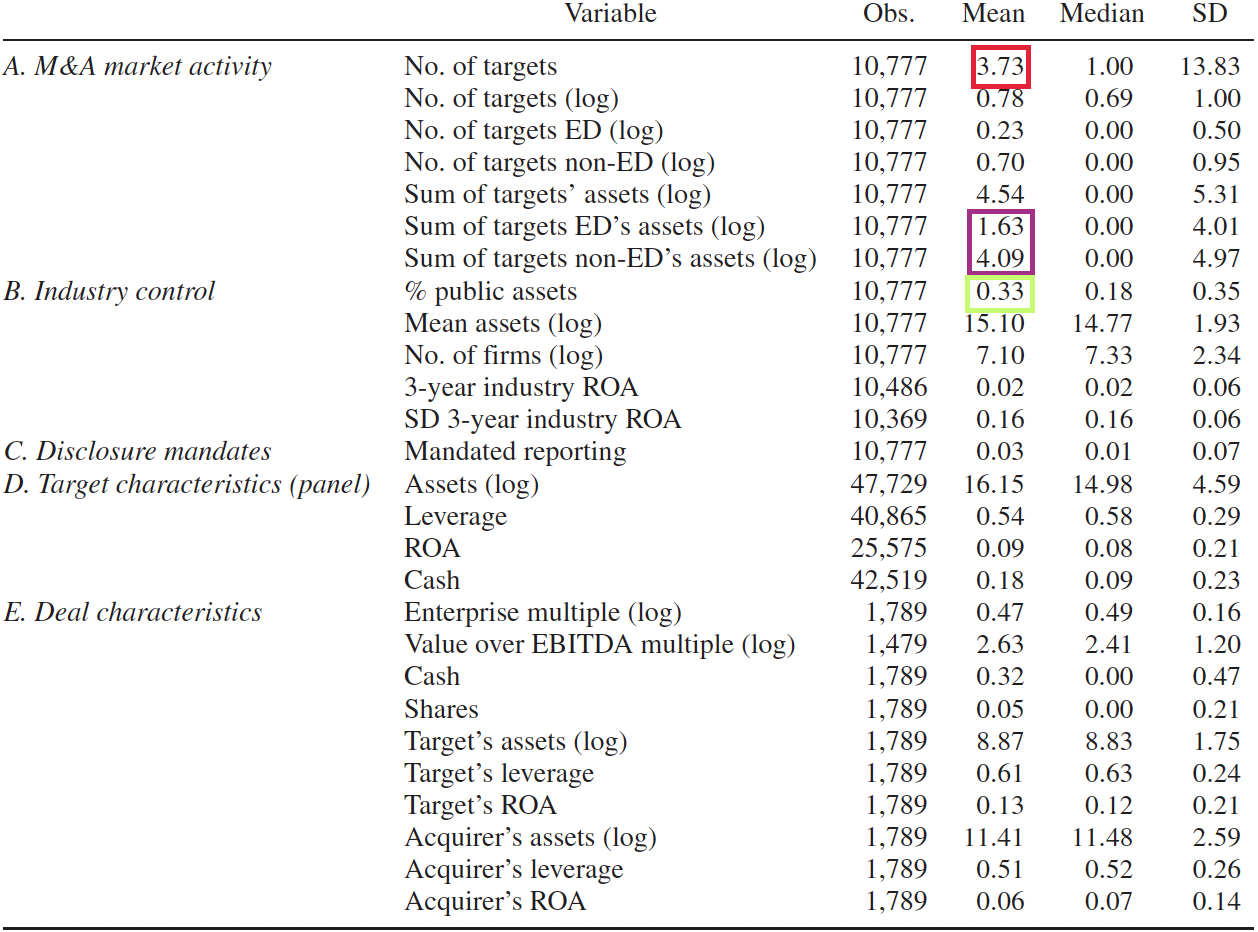 Variable Obs. Mean Median SD
A. M&A market activity No. of targets 10,777 3.73 1.00 13.83
No. of targets (log) 10,777 0.78 0.69 1.00
No. of targets ED (log) 10,777 0.23 0.00 0.50
No. of targets non-ED (log) 10,777 0.70 0.00 0.95
Sum of targets’ assets (log) 10,777 4.54 0.00 5.31
Sum of targets ED’s assets (log) 10,777 1.63 0.00 4.01
Sum of targets non-ED’s assets (log) 10,777 4.09 0.00 4.97
B. Industry control % public assets 10,777 0.33 0.18 0.35
Mean assets (log) 10,777 15.10 14.77 1.93
No. of firms (log) 10,777 7.10 7.33 2.34
3-year industry ROA 10,486 0.02 0.02 0.06
SD 3-year industry ROA 10,369 0.16 0.16 0.06
C. Disclosure mandates Mandated reporting 10,777 0.03 0.01 0.07
D. Target characteristics (panel) Assets (log) 47,729 16.15 14.98 4.59
Leverage 40,865 0.54 0.58 0.29
ROA 25,575 0.09 0.08 0.21
Cash 42,519 0.18 0.09 0.23
E. Deal characteristics Enterprise multiple (log) 1,789 0.47 0.49 0.16
Value over EBITDA multiple (log) 1,479 2.63 2.41 1.20
Cash 1,789 0.32 0.00 0.47
Shares 1,789 0.05 0.00 0.21
Target’s assets (log) 1,789 8.87 8.83 1.75
Target’s leverage 1,789 0.61 0.63 0.24
Target’s ROA 1,789 0.13 0.12 0.21
Acquirer’s assets (log) 1,789 11.41 11.48 2.59
Acquirer’s leverage 1,789 0.51 0.52 0.26
Acquirer’s ROA 1,789 0.06 0.07 0.14